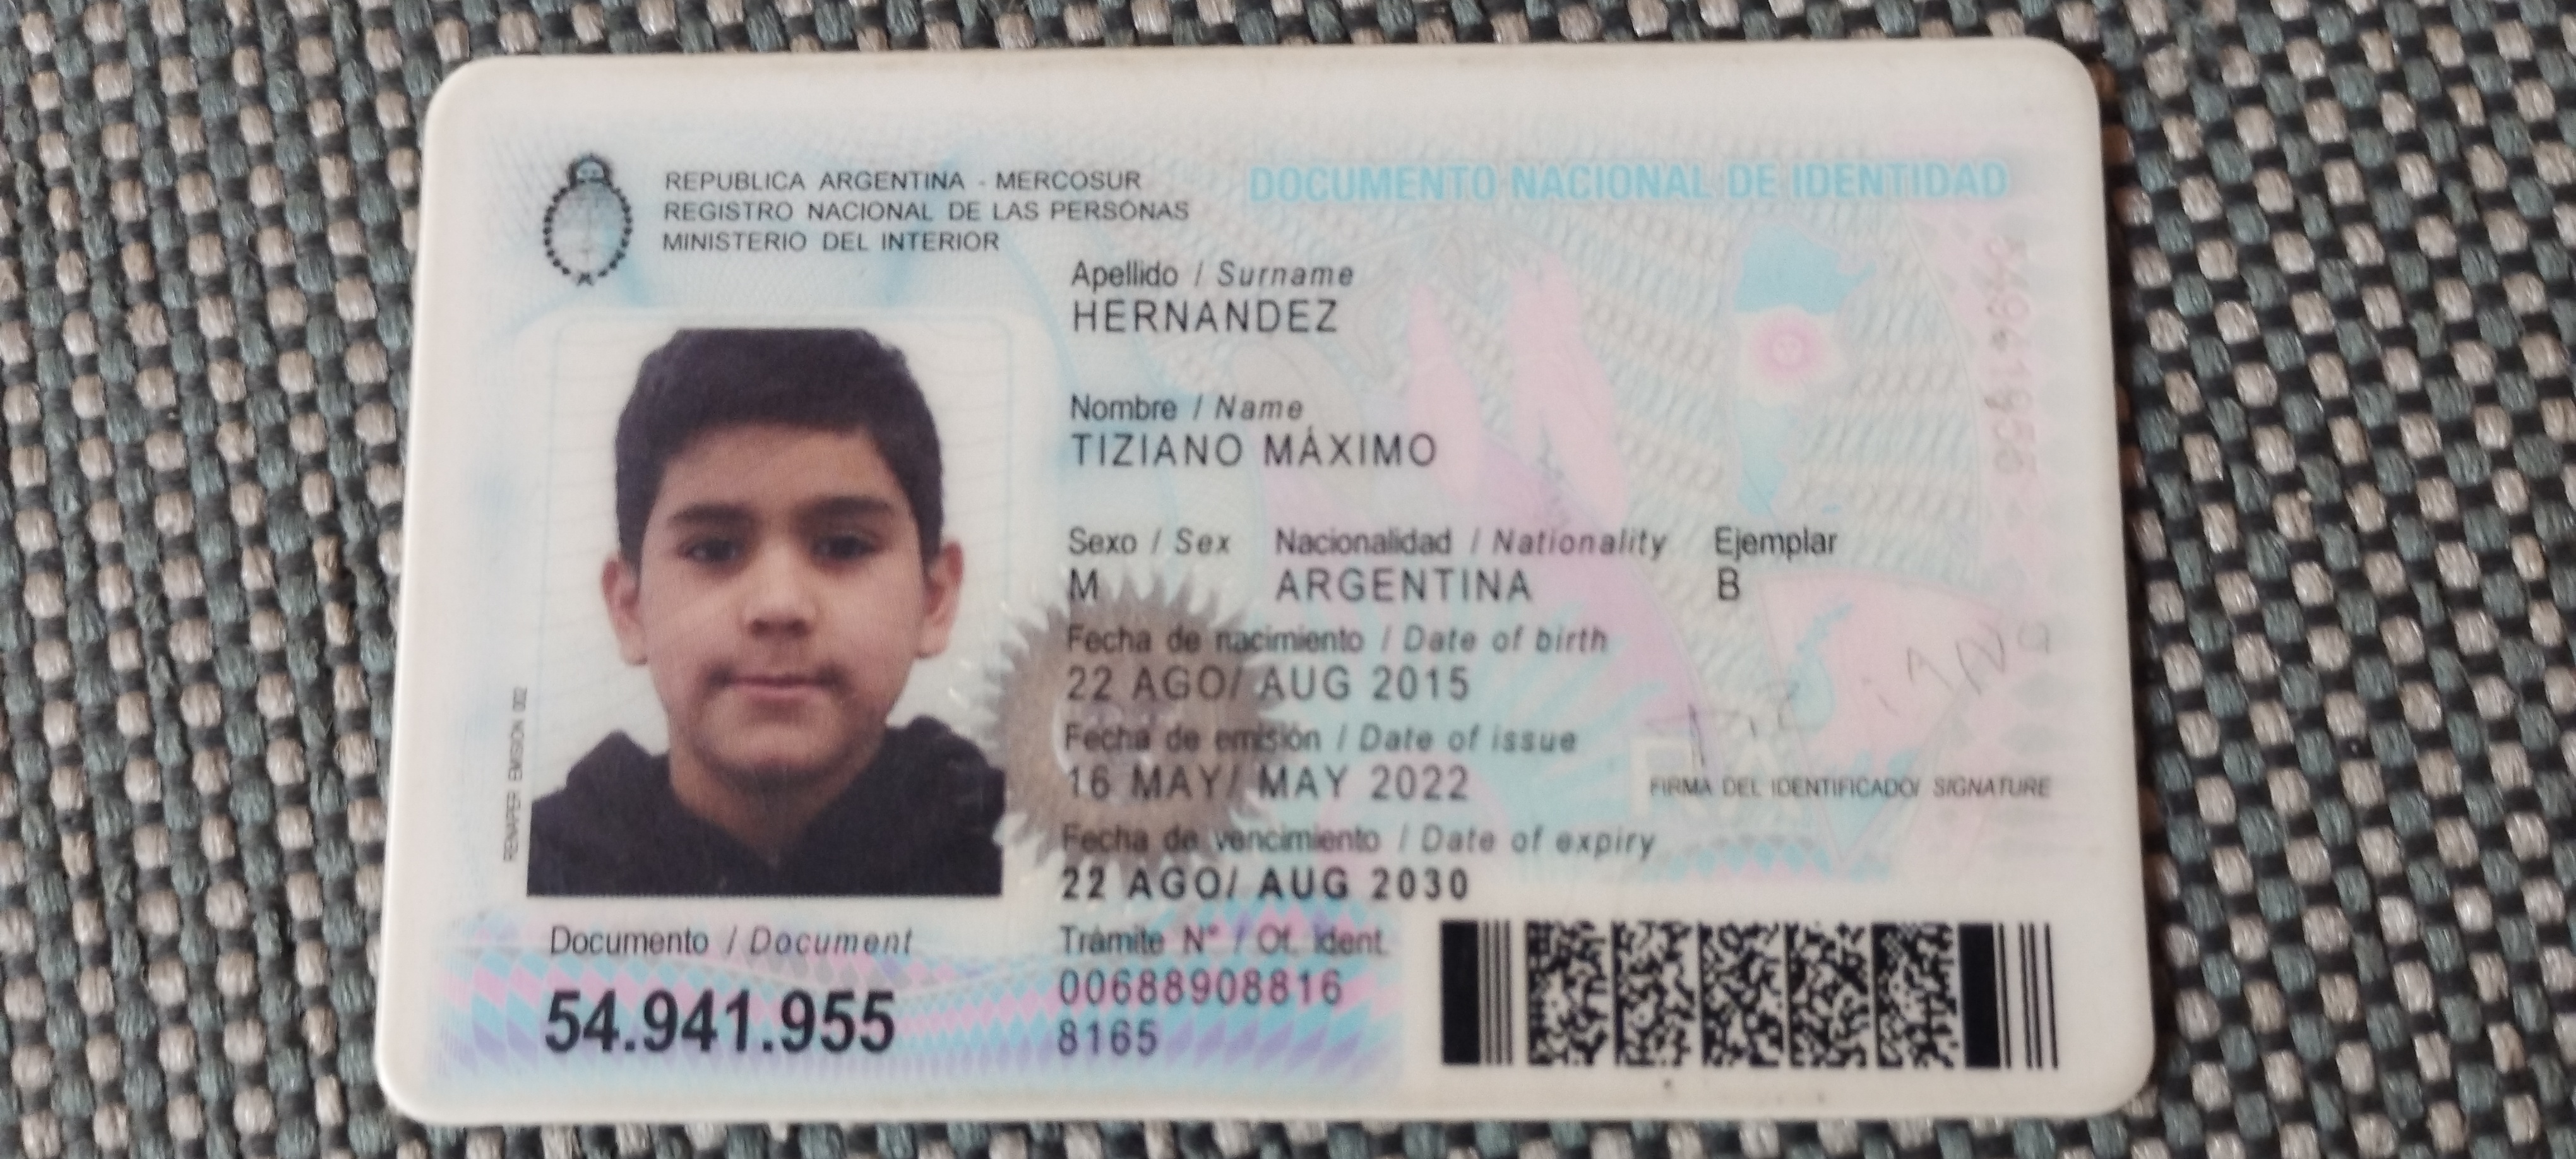 REPUBLICA ARGENTINA - MERCOSUR
REGISTRO NACIONAL DE LAS PERSONAS
MINISTERIO DEL INTERIOR
DOCUMENTO NACIONAL DE IDENTIDAD
Apellido / Surname
HERNANDEZ
Nombre / Name
TIZIANO MÁXIMO
Sexo / Sex Nacionalidad / Nationality Ejemplar
M ARGENTINA B
Fecha de nacimiento / Date of birth
22 AGO/ AUG 2015
Fecha de emisión / Date of issue
16 MAY/ MAY 2022
Fecha de vencimiento / Date of expiry
22 AGO/ AUG 2030
FIRMA DEL IDENTIFICADO/ SIGNATURE
RENAPER EMISION 002
Documento / Document
54.941.955
Trámite N° / Of. ident.
00688908816
8165
54941955